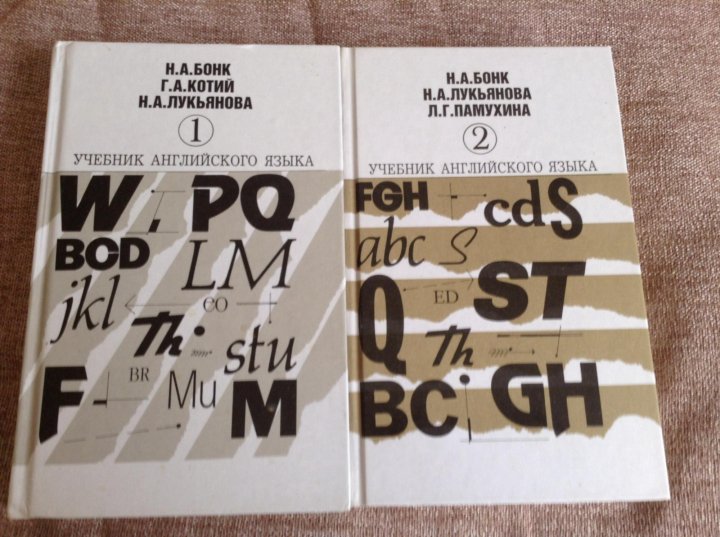 Н.А.БОНК
Г.А.КОТИЙ
Н.А.ЛУКЬЯНОВА
1
УЧЕБНИК АНГЛИЙСКОГО ЯЗЫКА
W PQ
BCD
LM
jkl
CO
Th
stu
BR
F
Mu
M
Н.А.БОНК
Н.А.ЛУКЬЯНОВА
Л.Г.ПАМУХИНА
2
УЧЕБНИК АНГЛИЙСКОГО ЯЗЫКА
FGH
cdS
abc
S
ED
Q
ST
Th
BC
GH